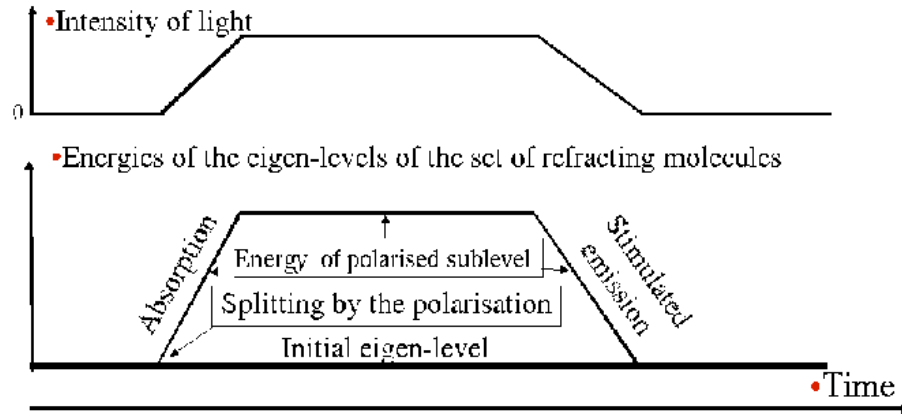 •Intensity of light
0
•Energies of the eigen-levels of the set of refracting molecules
Absorption
Stimulated
emission
Energy of polarised sublevel
Splitting by the polarisation
Initial eigen-level
•Time